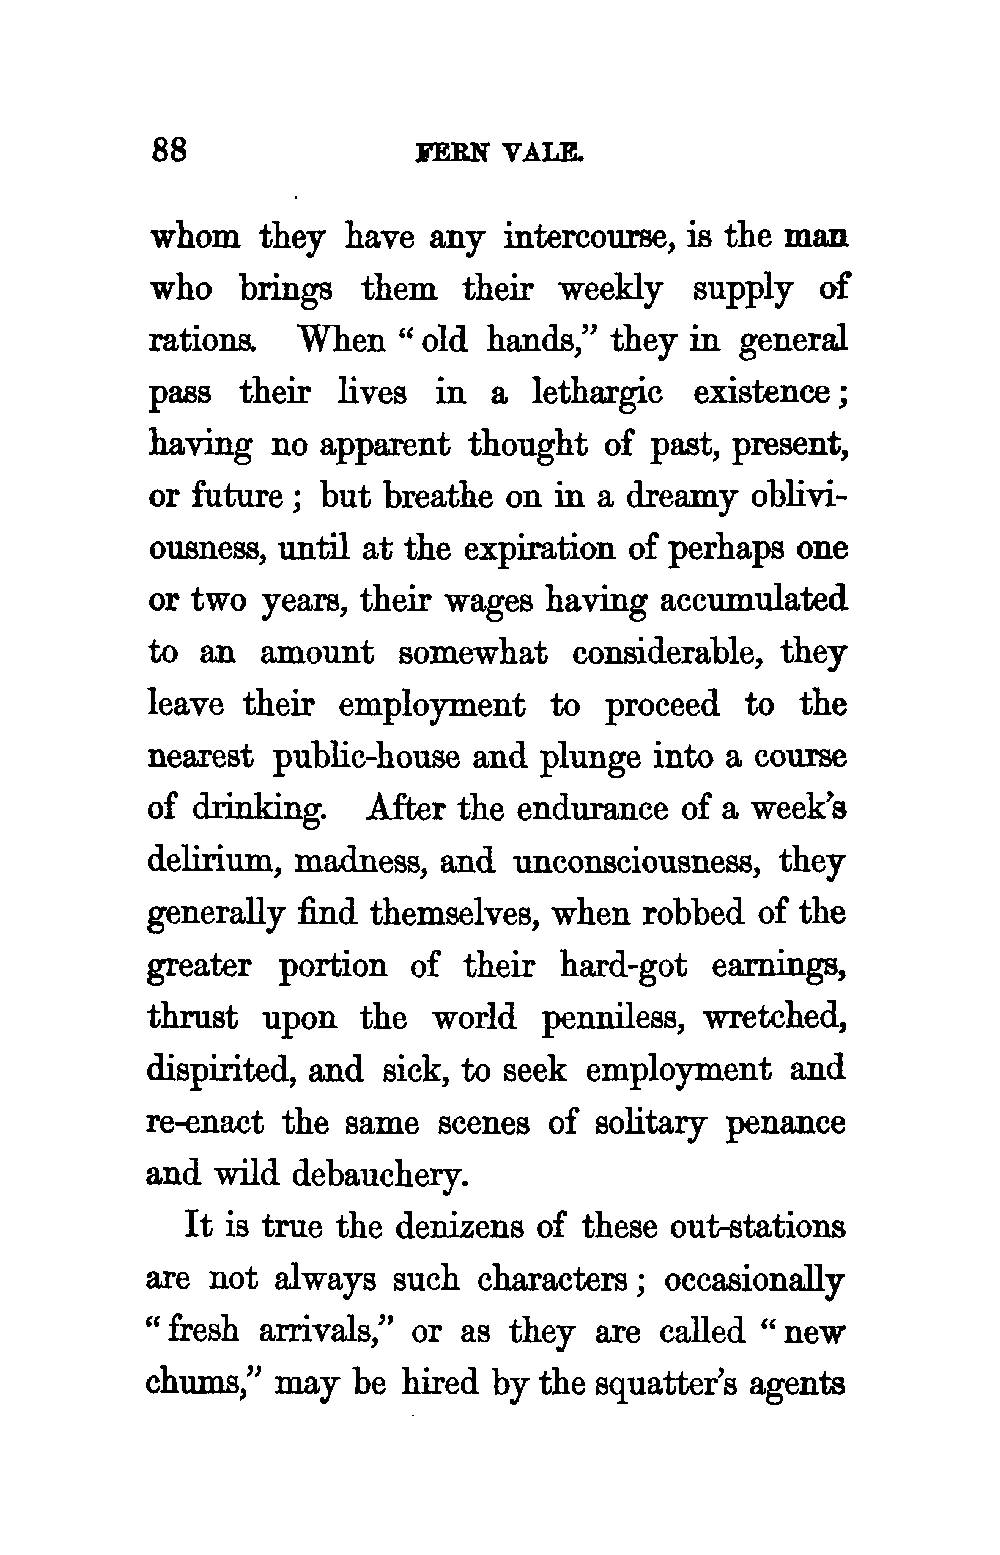 88 FERN VALE.
whom they have any intercourse, is the man
who brings them their weekly supply of
rations. When “ old hands,” they in general
pass their lives in a lethargic existence ;
having no apparent thought of past, present,
or future ; but breathe on in a dreamy oblivi-
ousness, until at the expiration of perhaps one
or two years, their wages having accumulated
to an amount somewhat considerable, they
leave their employment to proceed to the
nearest public-house and plunge into a course
of drinking. After the endurance of a week’s
delirium, madness, and unconsciousness, they
generally find themselves, when robbed of the
greater portion of their hard-got earnings,
thrust upon the world penniless, wretched,
dispirited, and sick, to seek employment and
re-enact the same scenes of solitary penance
and wild debauchery.
It is true the denizens of these out-stations
are not always such characters ; occasionally
“ fresh arrivals,” or as they are called “ new
chums,” may be hired by the squatter’s agents